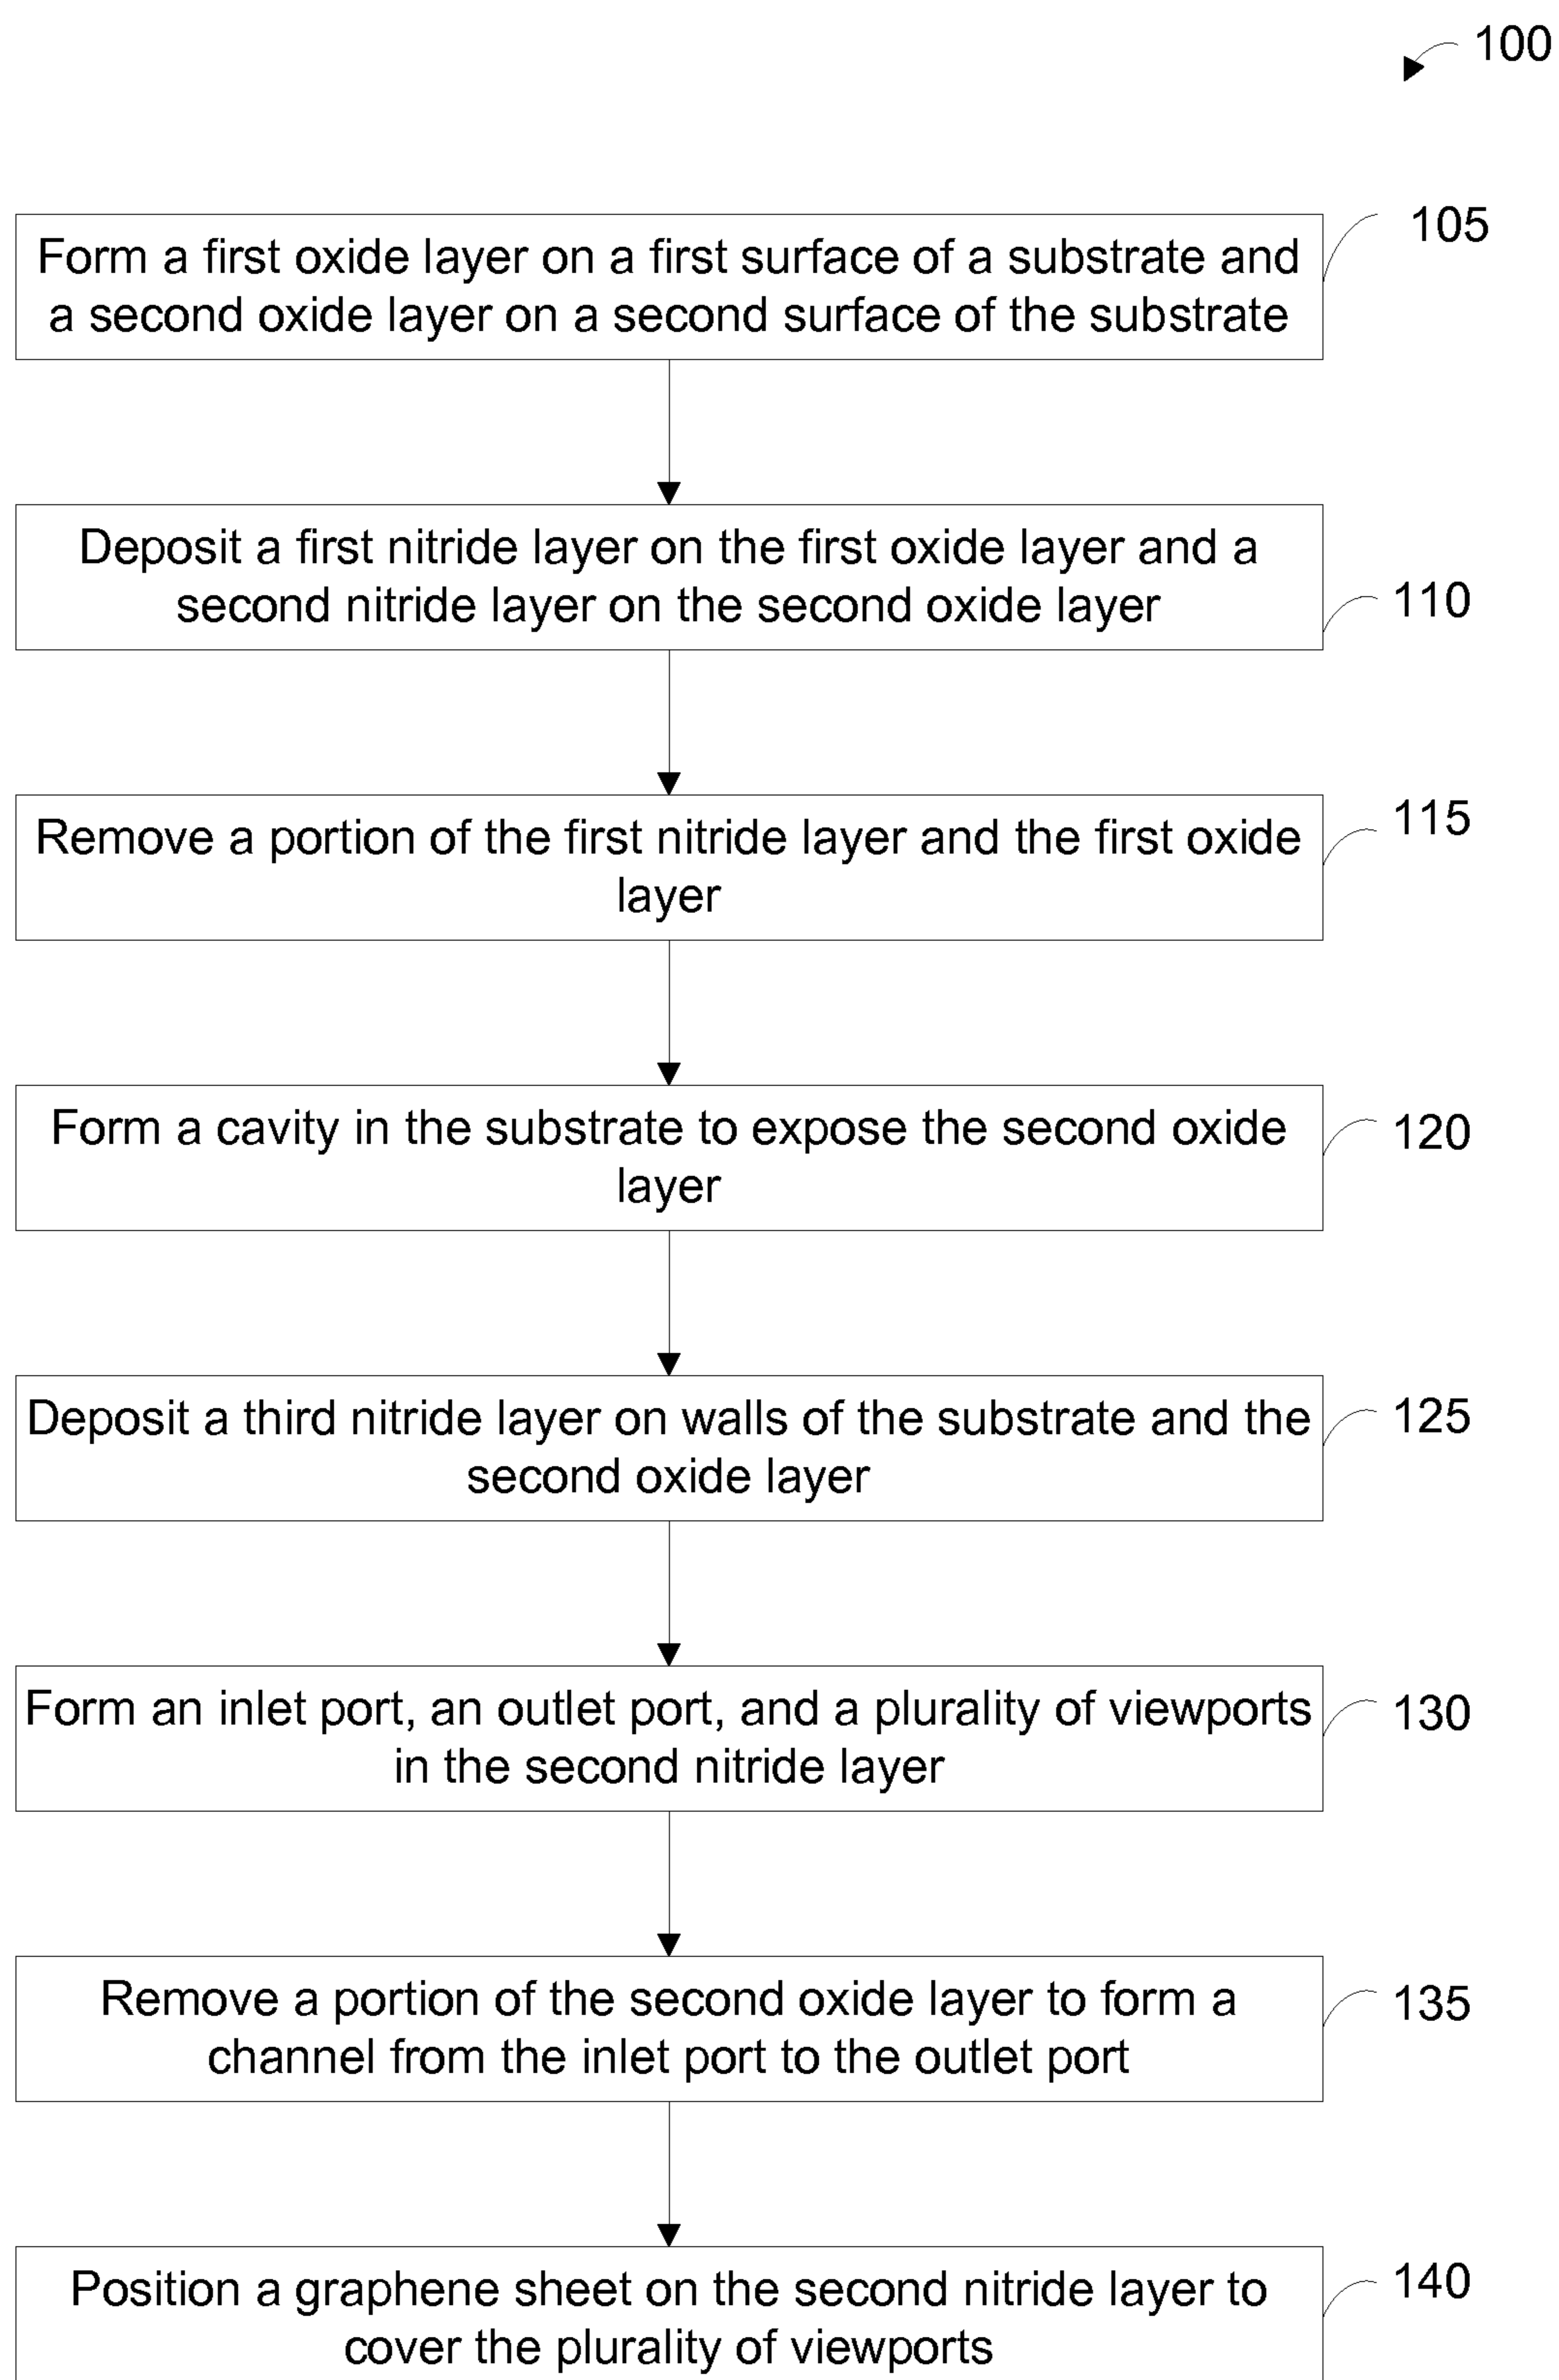 100
Form a first oxide layer on a first surface of a substrate and
a second oxide layer on a second surface of the substrate
105
Deposit a first nitride layer on the first oxide layer and a
second nitride layer on the second oxide layer
110
Remove a portion of the first nitride layer and the first oxide
layer
115
Form a cavity in the substrate to expose the second oxide
layer
120
Deposit a third nitride layer on walls of the substrate and the
second oxide layer
125
Form an inlet port, an outlet port, and a plurality of viewports
in the second nitride layer
130
Remove a portion of the second oxide layer to form a
channel from the inlet port to the outlet port
135
Position a graphene sheet on the second nitride layer to
cover the plurality of viewports
140